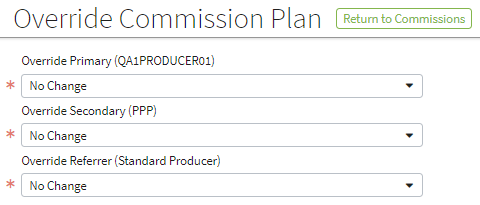 Override Commission Plan Return to Commissions
Override Primary (QA1PRODUCER01)
* No Change
Override Secondary (PPP)
* No Change
Override Referrer (Standard Producer)
* No Change